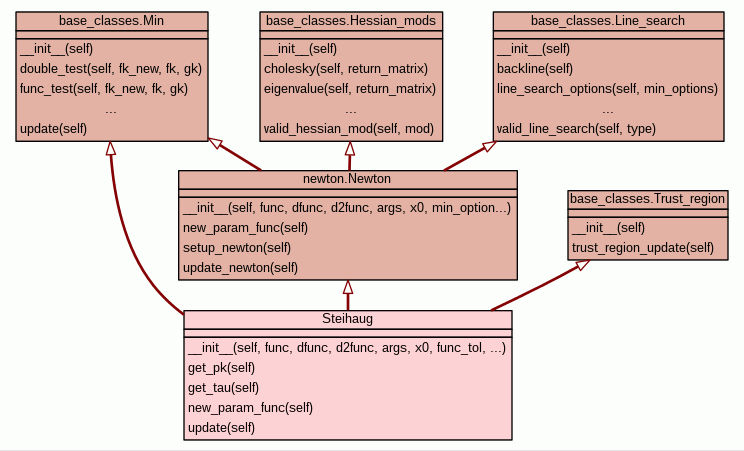 base_classes.Min
__init__(self)
double_test(self, fk_new, fk, gk)
func_test(self, fk_new, fk, gk)
...
update(self)
base_classes.Hessian_mods
__init__(self)
cholesky(self, return_matrix)
eigenvalue(self, return_matrix)
...
valid_hessian_mod(self, mod)
base_classes.Line_search
__init__(self)
backline(self)
line_search_options(self, min_options)
...
valid_line_search(self, type)
newton.Newton
__init__(self, func, dfunc, d2func, args, x0, min_option...)
new_param_func(self)
setup_newton(self)
update_newton(self)
base_classes.Trust_region
__init__(self)
trust_region_update(self)
Steihaug
__init__(self, func, dfunc, d2func, args, x0, func_tol, ...)
get_pk(self)
get_tau(self)
new_param_func(self)
update(self)